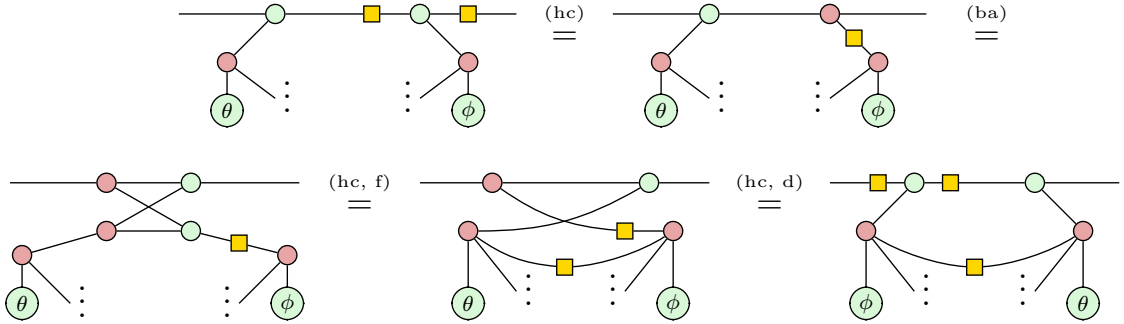 (hc) (ba)
= =
θ ⋮ ⋮ ϕ θ ⋮ ⋮ ϕ
(hc, f) (hc, d)
= =
θ ⋮ ⋮ ϕ θ ⋮ ⋮ ϕ ϕ ⋮ ⋮ θ